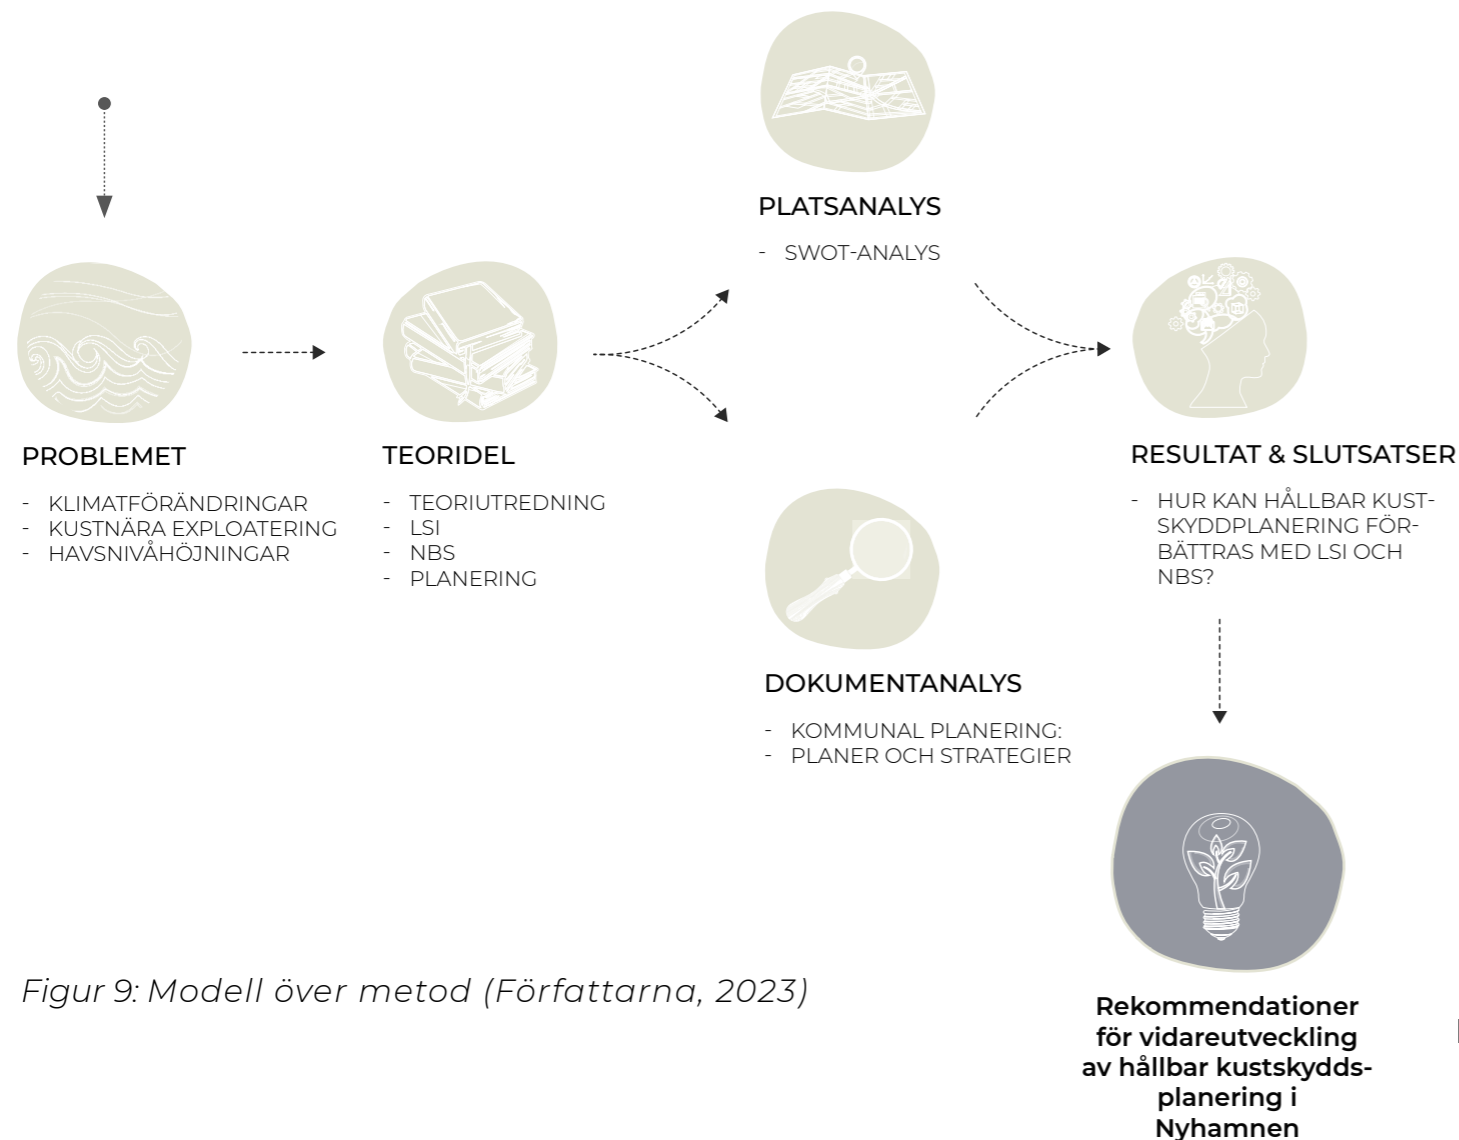 PLATSANALYS
- SWOT-ANALYS
PROBLEMET
- KLIMATFÖRÄNDRINGAR
- KUSTNÄRA EXPLOATERING
- HAVSNIVÅHÖJNINGAR
TEORIDEL
- TEORIUTREDNING
- LSI
- NBS
- PLANERING
DOKUMENTANALYS
- KOMMUNAL PLANERING:
- PLANER OCH STRATEGIER
RESULTAT & SLUTSATSER
- HUR KAN HÅLLBAR KUST-
SKYDDPLANERING FÖR-
BÄTTRAS MED LSI OCH
NBS?
Rekommendationer
för vidareutveckling
av hållbar kustskydds-
planering i
Nyhamnen
Figur 9: Modell över metod (Författarna, 2023)